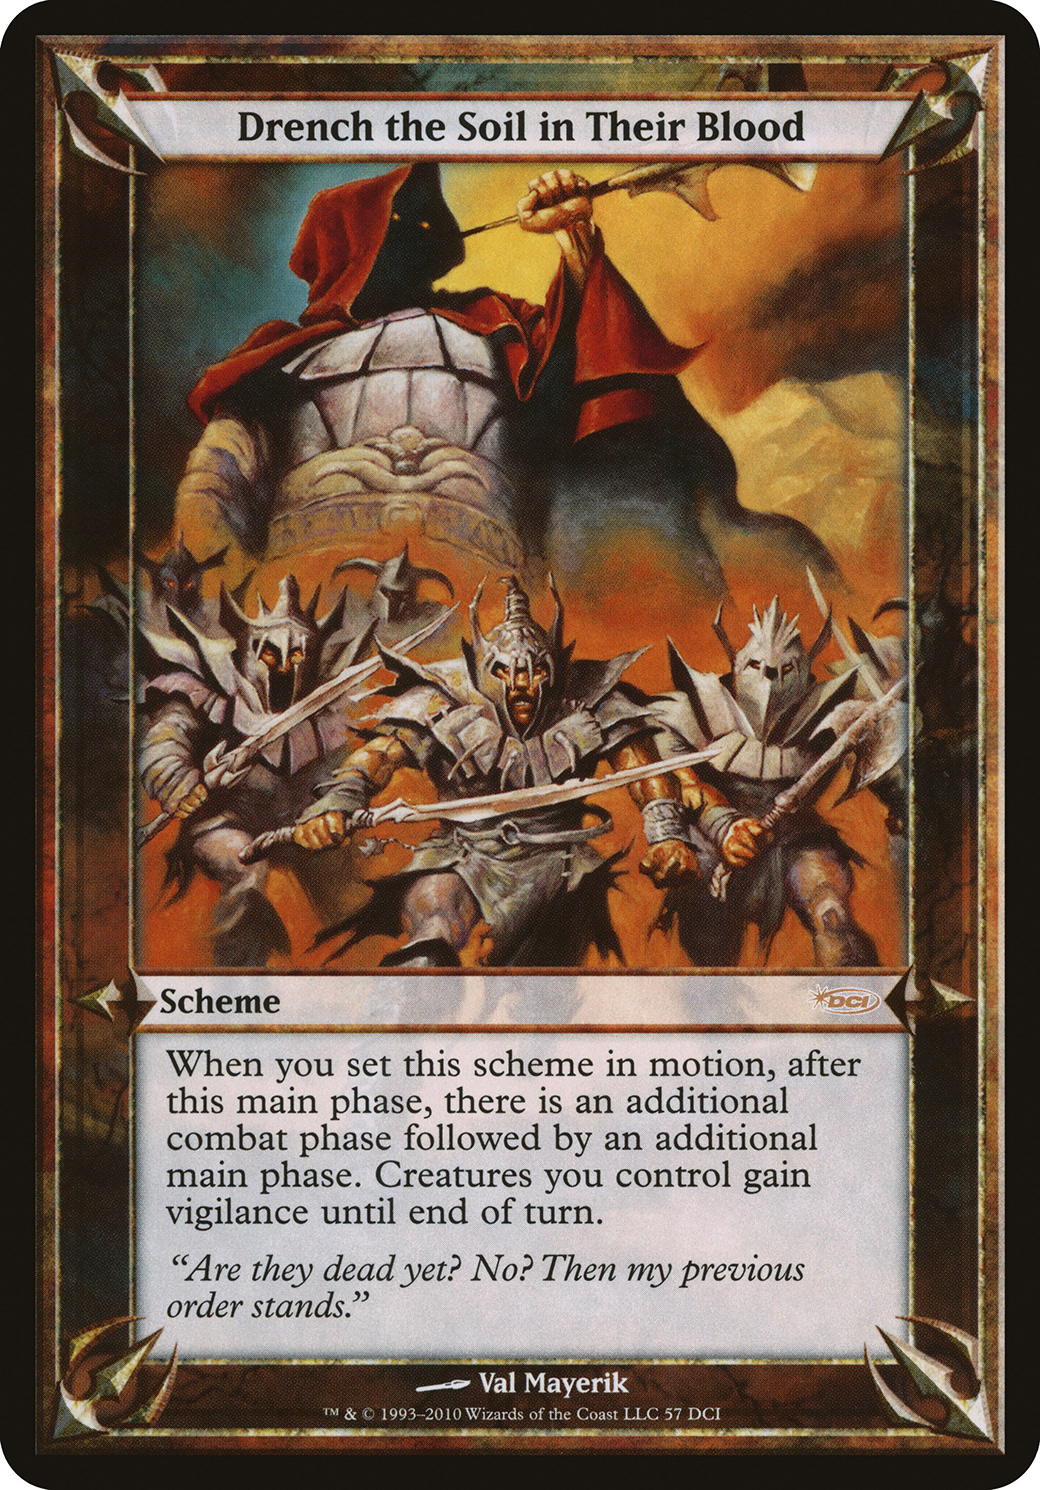 Drench the Soil in Their Blood
Scheme
DCI
When you set this scheme in motion, after
this main phase, there is an additional
combat phase followed by an additional
main phase. Creatures you control gain
vigilance until end of turn.
“Are they dead yet? No? Then my previous
order stands.”
Val Mayerik
™ & © 1993–2010 Wizards of the Coast LLC 57 DCI